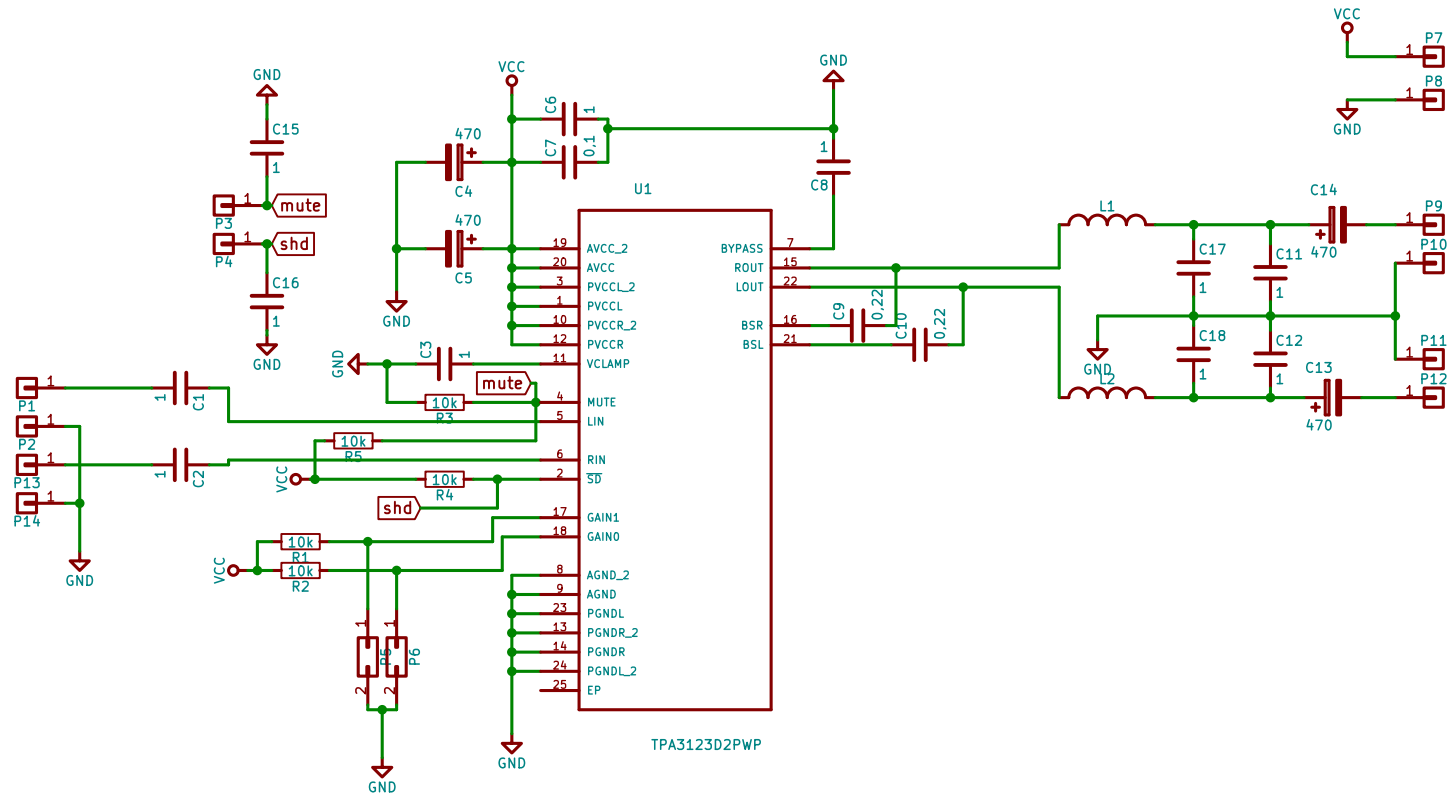 VCC
1
P7
1
P8
GND
GND
C15
1
1
mute
P3
1
shd
P4
C16
1
GND
VCC
C6
1
C7
0,1
470
C4
470
C5
GND
GND
1
C8
U1
19
AVCC_2
20
AVCC
3
PVCCL_2
1
PVCCL
10
PVCCR_2
12
PVCCR
11
VCLAMP
4
MUTE
5
LIN
6
RIN
2
SD
17
GAIN1
18
GAIN0
8
AGND_2
9
AGND
23
PGNDL
13
PGNDR_2
14
PGNDR
24
PGNDL_2
25
EP
BYPASS
7
ROUT
15
LOUT
22
BSR
16
BSL
21
TPA3123D2PWP
GND
GND
C3
1
mute
10k
R3
10k
R5
VCC
10k
R4
shd
1
P1
1
P2
1
P13
1
P14
GND
1
C1
1
C2
VCC
10k
R1
10k
R2
1
P5
2
1
P6
2
GND
C9
0,22
C10
0,22
L1
C17
1
C11
1
C14
470
1
P9
P10
1
GND
L2
C18
1
C12
1
C13
470
P11
1
P12
1